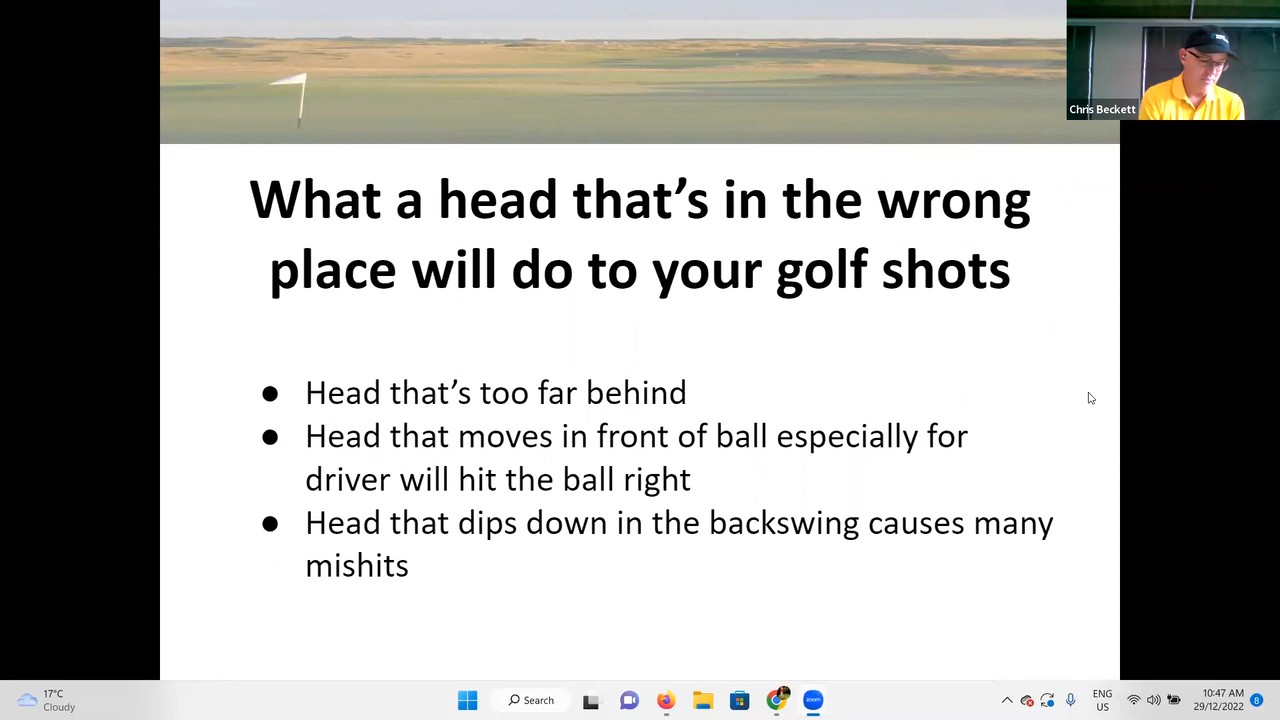 Chris Beckett
What a head that’s in the wrong
place will do to your golf shots
● Head that’s too far behind
● Head that moves in front of ball especially for
driver will hit the ball right
● Head that dips down in the backswing causes many
mishits
17°C
Cloudy
Search
zoom
ENG
US
10:47 AM
29/12/2022
8